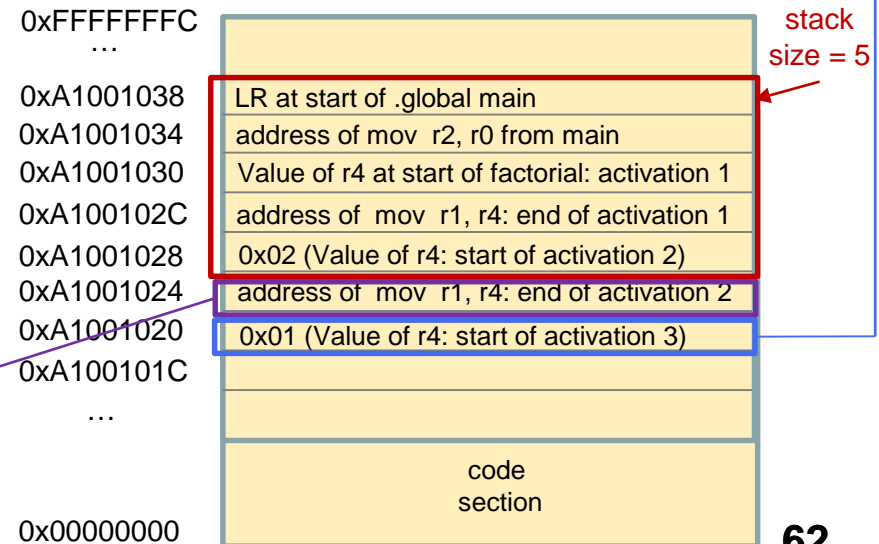 0xFFFFFFFC
…
stack
size = 5
0xA1001038 LR at start of .global main
0xA1001034 address of mov r2, r0 from main
0xA1001030 Value of r4 at start of factorial: activation 1
0xA100102C address of mov r1, r4: end of activation 1
0xA1001028 0x02 (Value of r4: start of activation 2)
0xA1001024 address of mov r1, r4: end of activation 2
0xA1001020 0x01 (Value of r4: start of activation 3)
0xA100101C
…
code
section
0x00000000
62